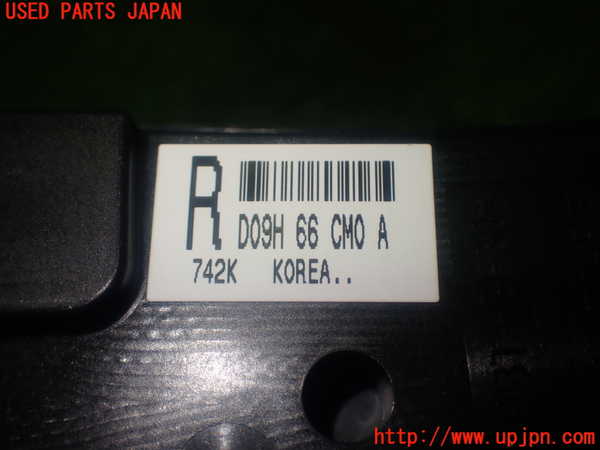 USED PARTS JAPAN
R
D09H 66 CM0 A
742K KOREA..
http://www.upjpn.com/